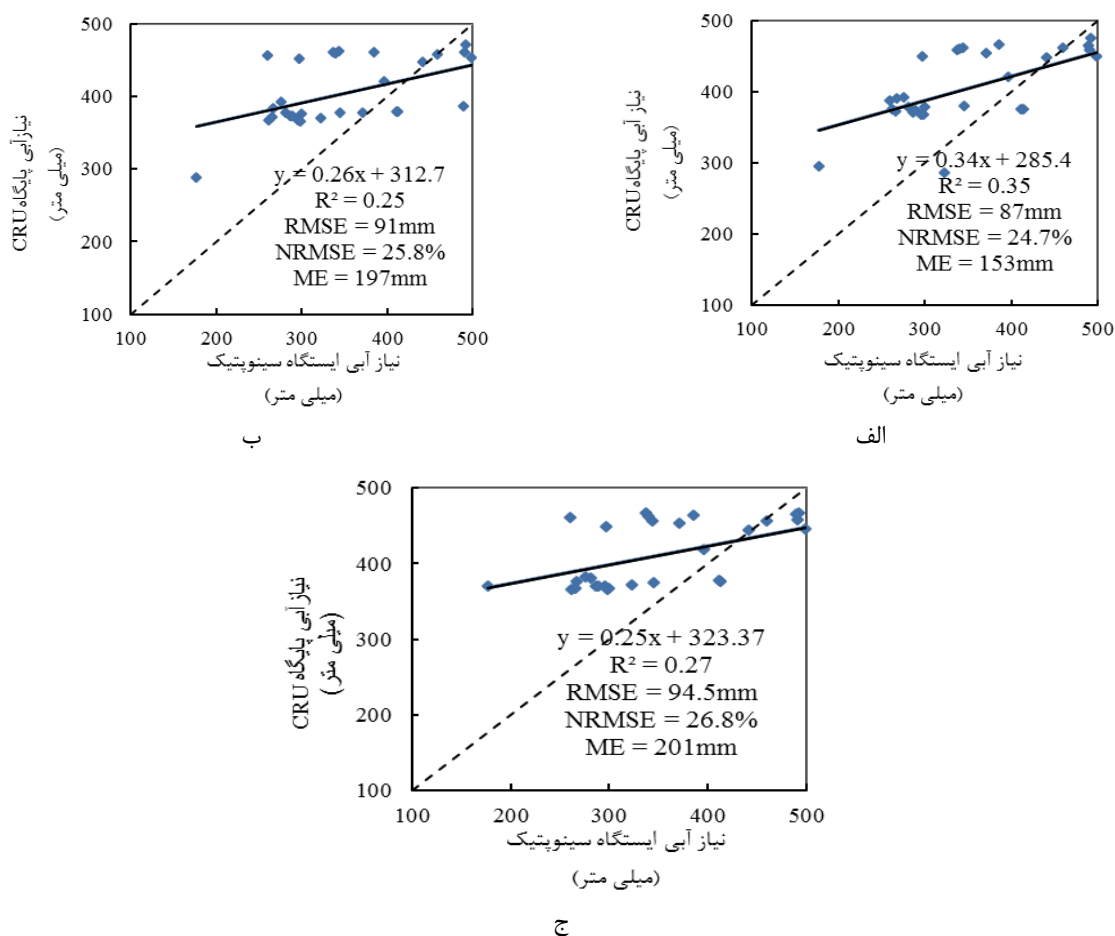 500
400
300
200
100
نیاز آبی پایگاه CRU
(میلی متر)
y = 0.34x + 285.4
R² = 0.35
RMSE = 87mm
NRMSE = 24.7%
ME = 153mm
100 200 300 400 500
نیاز آبی ایستگاه سینوپتیک
(میلی متر)
الف
500
400
300
200
100
نیاز آبی پایگاه CRU
(میلی متر)
y = 0.26x + 312.7
R² = 0.25
RMSE = 91mm
NRMSE = 25.8%
ME = 197mm
100 200 300 400 500
نیاز آبی ایستگاه سینوپتیک
(میلی متر)
ب
500
400
300
200
100
نیاز آبی پایگاه CRU
(میلی متر)
y = 0.25x + 323.37
R² = 0.27
RMSE = 94.5mm
NRMSE = 26.8%
ME = 201mm
100 200 300 400 500
نیاز آبی ایستگاه سینوپتیک
(میلی متر)
ج